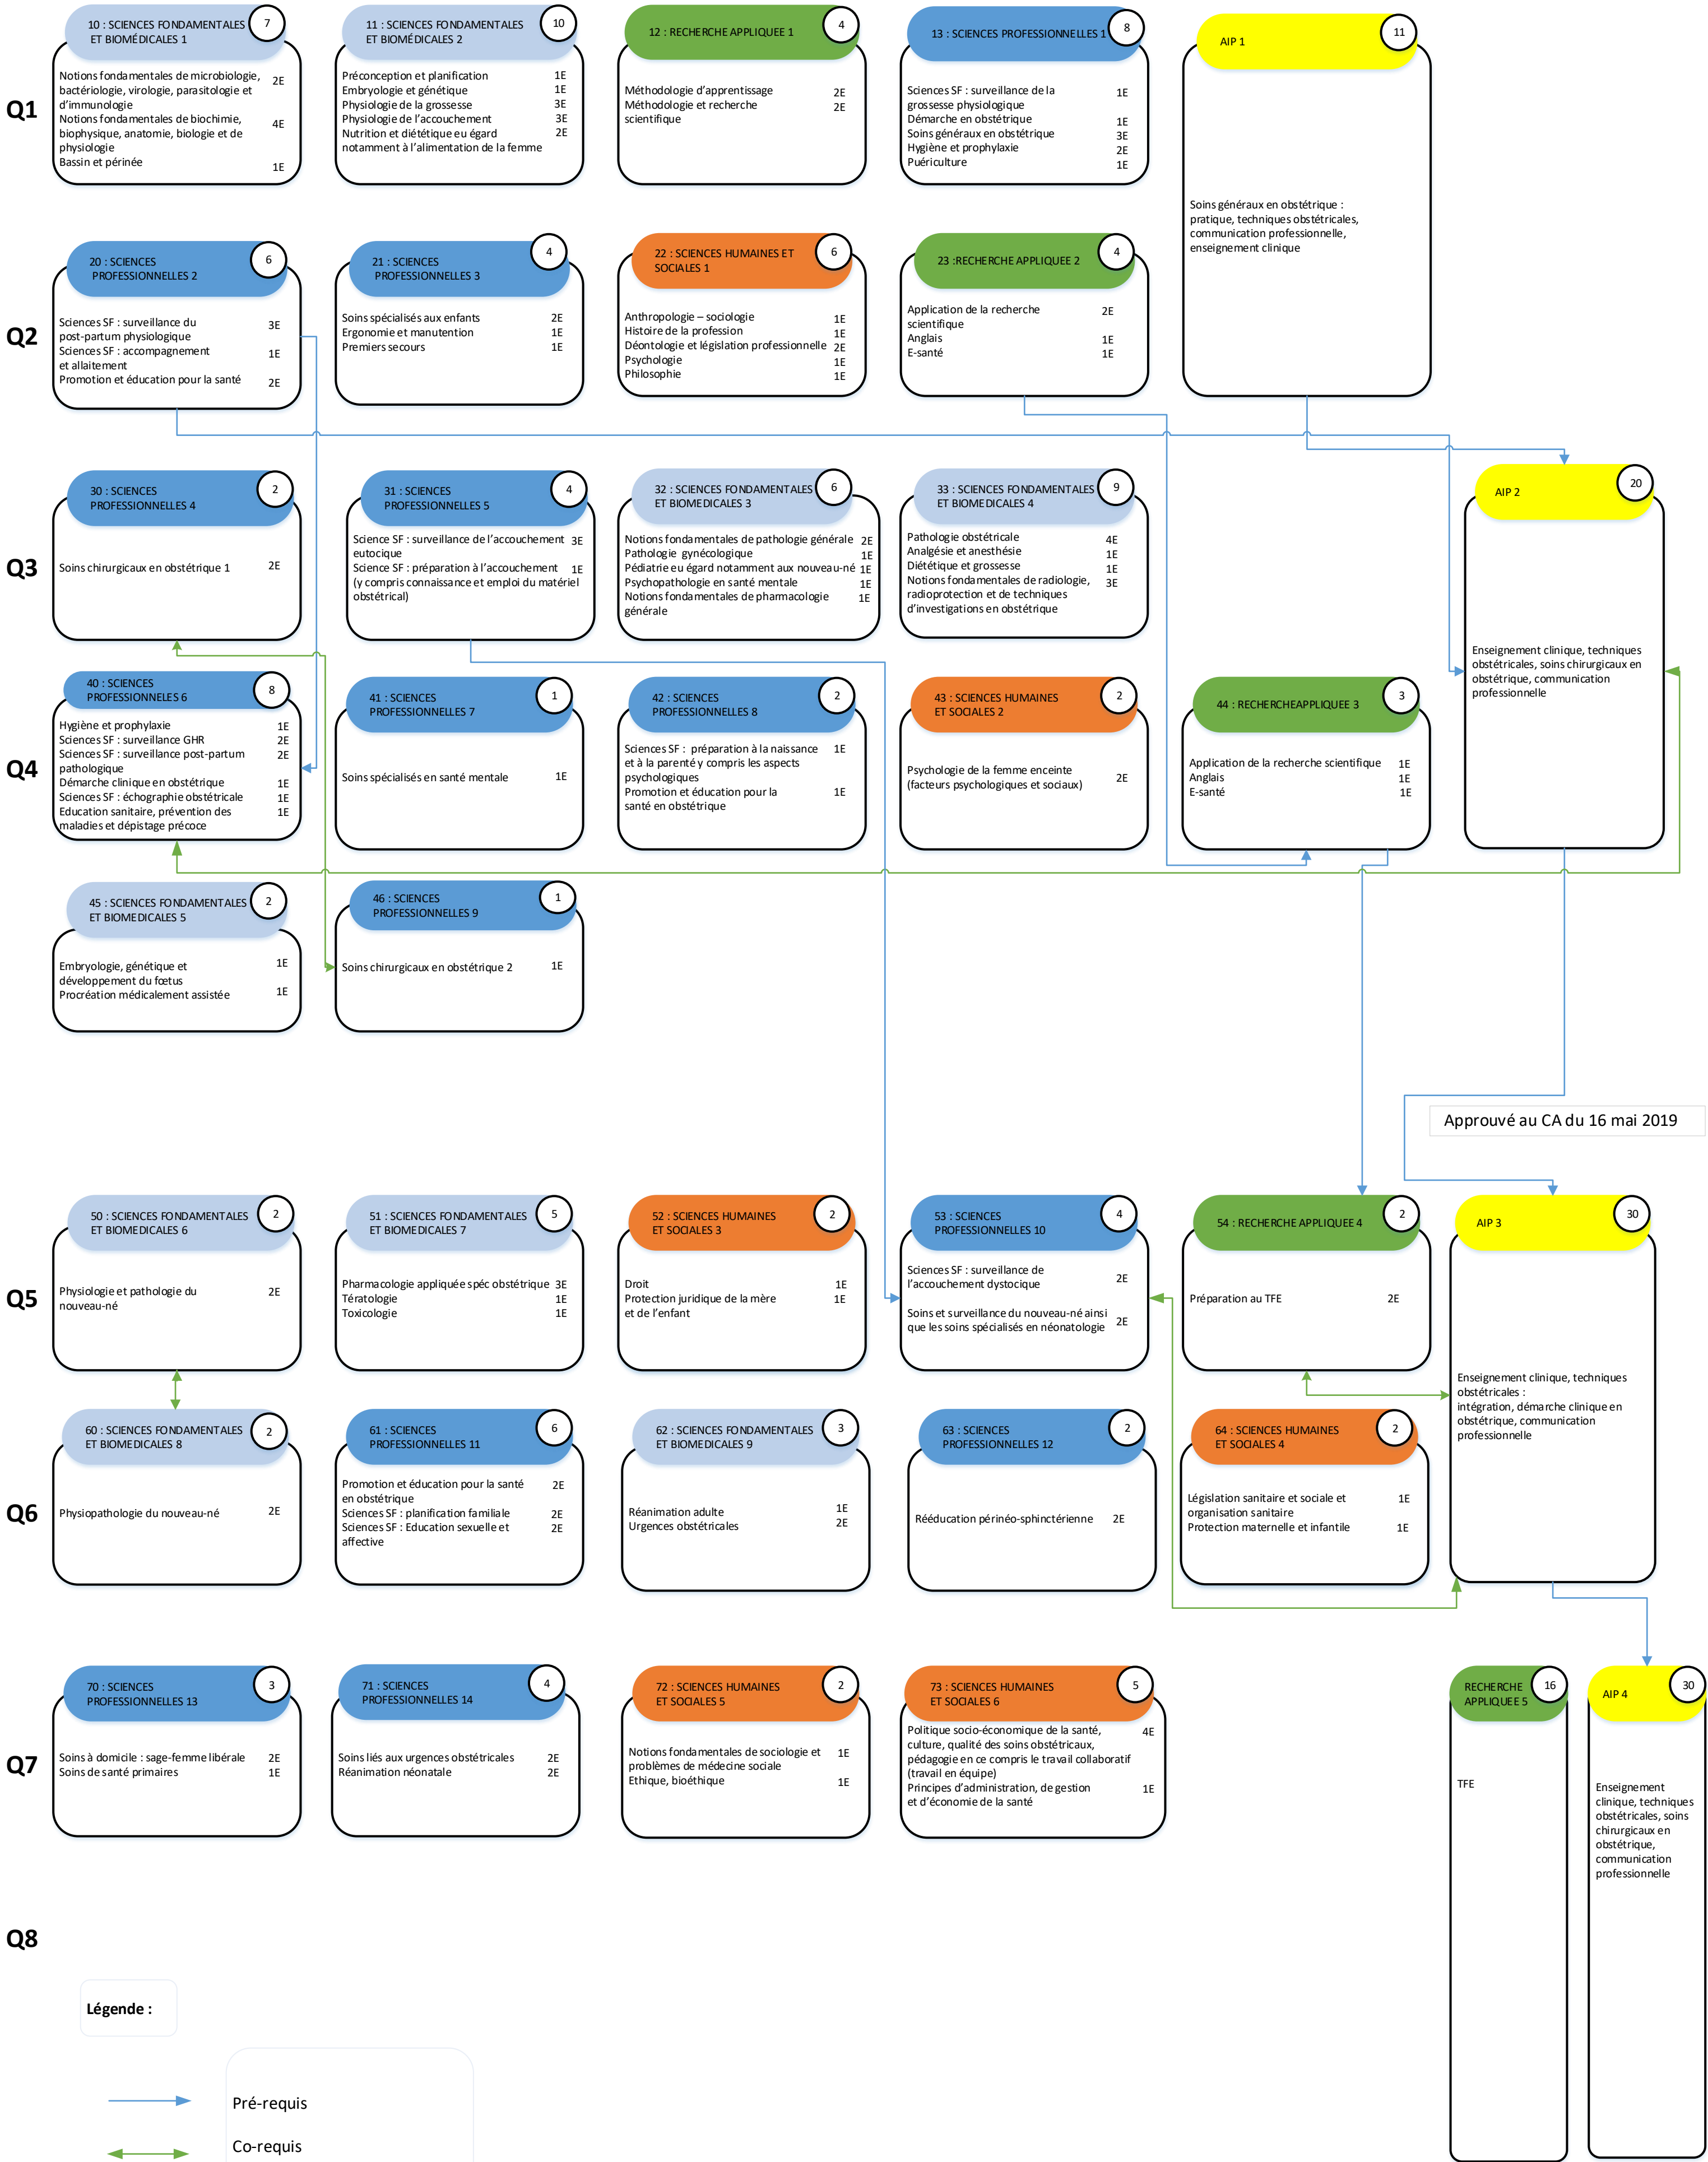 Q1
10 : SCIENCES FONDAMENTALES
ET BIOMÉDICALES 1
7
Notions fondamentales de microbiologie,
bactériologie, virologie, parasitologie et
d’immunologie
2E
Notions fondamentales de biochimie,
biophysique, anatomie, biologie et de
physiologie
4E
Bassin et périnée
1E
11 : SCIENCES FONDAMENTALES
ET BIOMÉDICALES 2
10
Préconception et planification 1E
Embryologie et génétique 1E
Physiologie de la grossesse 3E
Physiologie de l’accouchement 3E
Nutrition et diététique eu égard 2E
notamment à l’alimentation de la femme
12 : RECHERCHE APPLIQUEE 1
4
Méthodologie d’apprentissage 2E
Méthodologie et recherche 2E
scientifique
13 : SCIENCES PROFESSIONNELLES 1
8
Sciences SF : surveillance de la 1E
grossesse physiologique
Démarche en obstétrique 1E
Soins généraux en obstétrique 3E
Hygiène et prophylaxie 2E
Puériculture 1E
AIP 1
11
Soins généraux en obstétrique :
pratique, techniques obstétricales,
communication professionnelle,
enseignement clinique
Q2
20 : SCIENCES
PROFESSIONNELLES 2
6
Sciences SF : surveillance du 3E
post-partum physiologique
Sciences SF : accompagnement 1E
et allaitement
Promotion et éducation pour la santé 2E
21 : SCIENCES
PROFESSIONNELLES 3
4
Soins spécialisés aux enfants 2E
Ergonomie et manutention 1E
Premiers secours 1E
22 : SCIENCES HUMAINES ET
SOCIALES 1
6
Anthropologie – sociologie 1E
Histoire de la profession 1E
Déontologie et législation professionnelle 2E
Psychologie 1E
Philosophie 1E
23 :RECHERCHE APPLIQUEE 2
4
Application de la recherche 2E
scientifique
Anglais 1E
E-santé 1E
Q3
30 : SCIENCES
PROFESSIONNELLES 4
2
Soins chirurgicaux en obstétrique 1 2E
31 : SCIENCES
PROFESSIONNELLES 5
4
Science SF : surveillance de l’accouchement 3E
eutocique
Science SF : préparation à l’accouchement 1E
(y compris connaissance et emploi du matériel
obstétrical)
32 : SCIENCES FONDAMENTALES
ET BIOMEDICALES 3
6
Notions fondamentales de pathologie générale 2E
Pathologie gynécologique 1E
Pédiatrie eu égard notamment aux nouveau-né 1E
Psychopathologie en santé mentale 1E
Notions fondamentales de pharmacologie 1E
générale
33 : SCIENCES FONDAMENTALES
ET BIOMEDICALES 4
9
Pathologie obstétricale 4E
Analgésie et anesthésie 1E
Diététique et grossesse 1E
Notions fondamentales de radiologie, 3E
radioprotection et de techniques
d’investigations en obstétrique
AIP 2
20
Enseignement clinique, techniques
obstétricales, soins chirurgicaux en
obstétrique, communication
professionnelle
Q4
40 : SCIENCES
PROFESSIONNELES 6
8
Hygiène et prophylaxie 1E
Sciences SF : surveillance GHR 2E
Sciences SF : surveillance post-partum 2E
pathologique
Démarche clinique en obstétrique 1E
Sciences SF : échographie obstétricale 1E
Education sanitaire, prévention des 1E
maladies et dépistage précoce
41 : SCIENCES
PROFESSIONNELLES 7
1
Soins spécialisés en santé mentale 1E
42 : SCIENCES
PROFESSIONNELLES 8
2
Sciences SF : préparation à la naissance 1E
et à la parenté y compris les aspects
psychologiques
Promotion et éducation pour la 1E
santé en obstétrique
43 : SCIENCES HUMAINES
ET SOCIALES 2
2
Psychologie de la femme enceinte 2E
(facteurs psychologiques et sociaux)
44 : RECHERCHEAPPLIQUEE 3
3
Application de la recherche scientifique 1E
Anglais 1E
E-santé 1E
45 : SCIENCES FONDAMENTALES
ET BIOMEDICALES 5
2
Embryologie, génétique et 1E
développement du fœtus
Procréation médicalement assistée 1E
46 : SCIENCES
PROFESSIONNELLES 9
1
Soins chirurgicaux en obstétrique 2 1E
Approuvé au CA du 16 mai 2019
Q5
50 : SCIENCES FONDAMENTALES
ET BIOMEDICALES 6
2
Physiologie et pathologie du 2E
nouveau-né
51 : SCIENCES FONDAMENTALES
ET BIOMEDICALES 7
5
Pharmacologie appliquée spéc obstétrique 3E
Tératologie 1E
Toxicologie 1E
52 : SCIENCES HUMAINES
ET SOCIALES 3
2
Droit 1E
Protection juridique de la mère 1E
et de l’enfant
53 : SCIENCES
PROFESSIONNELLES 10
4
Sciences SF : surveillance de
l’accouchement dystocique
2E
Soins et surveillance du nouveau-né ainsi
que les soins spécialisés en néonatologie
2E
54 : RECHERCHE APPLIQUEE 4
2
Préparation au TFE 2E
AIP 3
30
Enseignement clinique, techniques
obstétricales :
intégration, démarche clinique en
obstétrique, communication
professionnelle
Q6
60 : SCIENCES FONDAMENTALES
ET BIOMEDICALES 8
2
Physiopathologie du nouveau-né 2E
61 : SCIENCES
PROFESSIONNELLES 11
6
Promotion et éducation pour la santé 2E
en obstétrique
Sciences SF : planification familiale 2E
Sciences SF : Education sexuelle et 2E
affective
62 : SCIENCES FONDAMENTALES
ET BIOMEDICALES 9
3
Réanimation adulte 1E
Urgences obstétricales 2E
63 : SCIENCES
PROFESSIONNELLES 12
2
Rééducation périnéo-sphinctérienne 2E
64 : SCIENCES HUMAINES
ET SOCIALES 4
2
Législation sanitaire et sociale et 1E
organisation sanitaire
Protection maternelle et infantile 1E
Q7
70 : SCIENCES
PROFESSIONNELLES 13
3
Soins à domicile : sage-femme libérale 2E
Soins de santé primaires 1E
71 : SCIENCES
PROFESSIONNELLES 14
4
Soins liés aux urgences obstétricales 2E
Réanimation néonatale 2E
72 : SCIENCES HUMAINES
ET SOCIALES 5
2
Notions fondamentales de sociologie et 1E
problèmes de médecine sociale
Ethique, bioéthique 1E
73 : SCIENCES HUMAINES
ET SOCIALES 6
5
Politique socio-économique de la santé, 4E
culture, qualité des soins obstétricaux,
pédagogie en ce compris le travail collaboratif
(travail en équipe)
Principes d’administration, de gestion 1E
et d’économie de la santé
RECHERCHE
APPLIQUEE 5
16
TFE
AIP 4
30
Enseignement
clinique, techniques
obstétricales, soins
chirurgicaux en
obstétrique,
communication
professionnelle
Q8
Légende :
Pré-requis
Co-requis